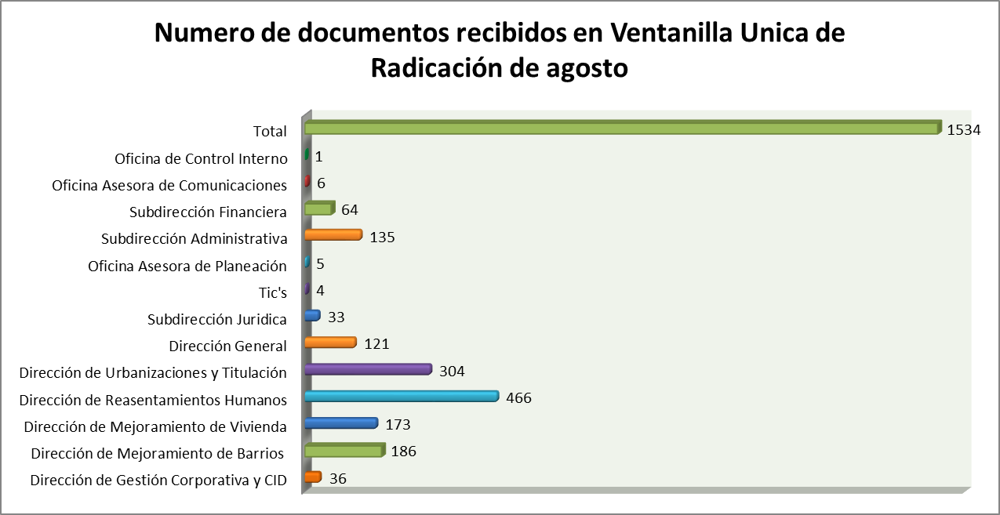 Numero de documentos recibidos en Ventanilla Unica de
Radicación de agosto
Total 1534
Oficina de Control Interno 1
Oficina Asesora de Comunicaciones 6
Subdirección Financiera 64
Subdirección Administrativa 135
Oficina Asesora de Planeación 5
Tic's 4
Subdirección Juridica 33
Dirección General 121
Dirección de Urbanizaciones y Titulación 304
Dirección de Reasentamientos Humanos 466
Dirección de Mejoramiento de Vivienda 173
Dirección de Mejoramiento de Barrios 186
Dirección de Gestión Corporativa y CID 36